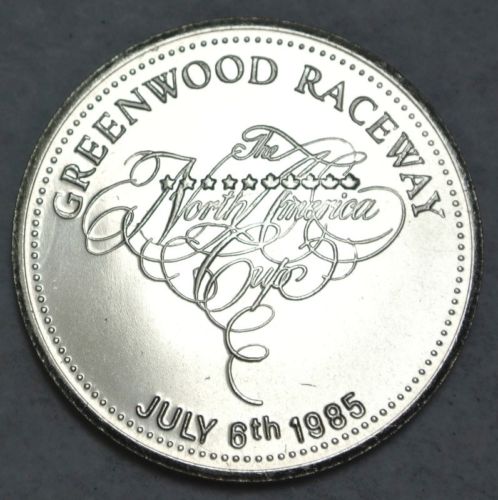 GREENWOOD RACEWAY
The
North America
Cup
JULY 6th 1985